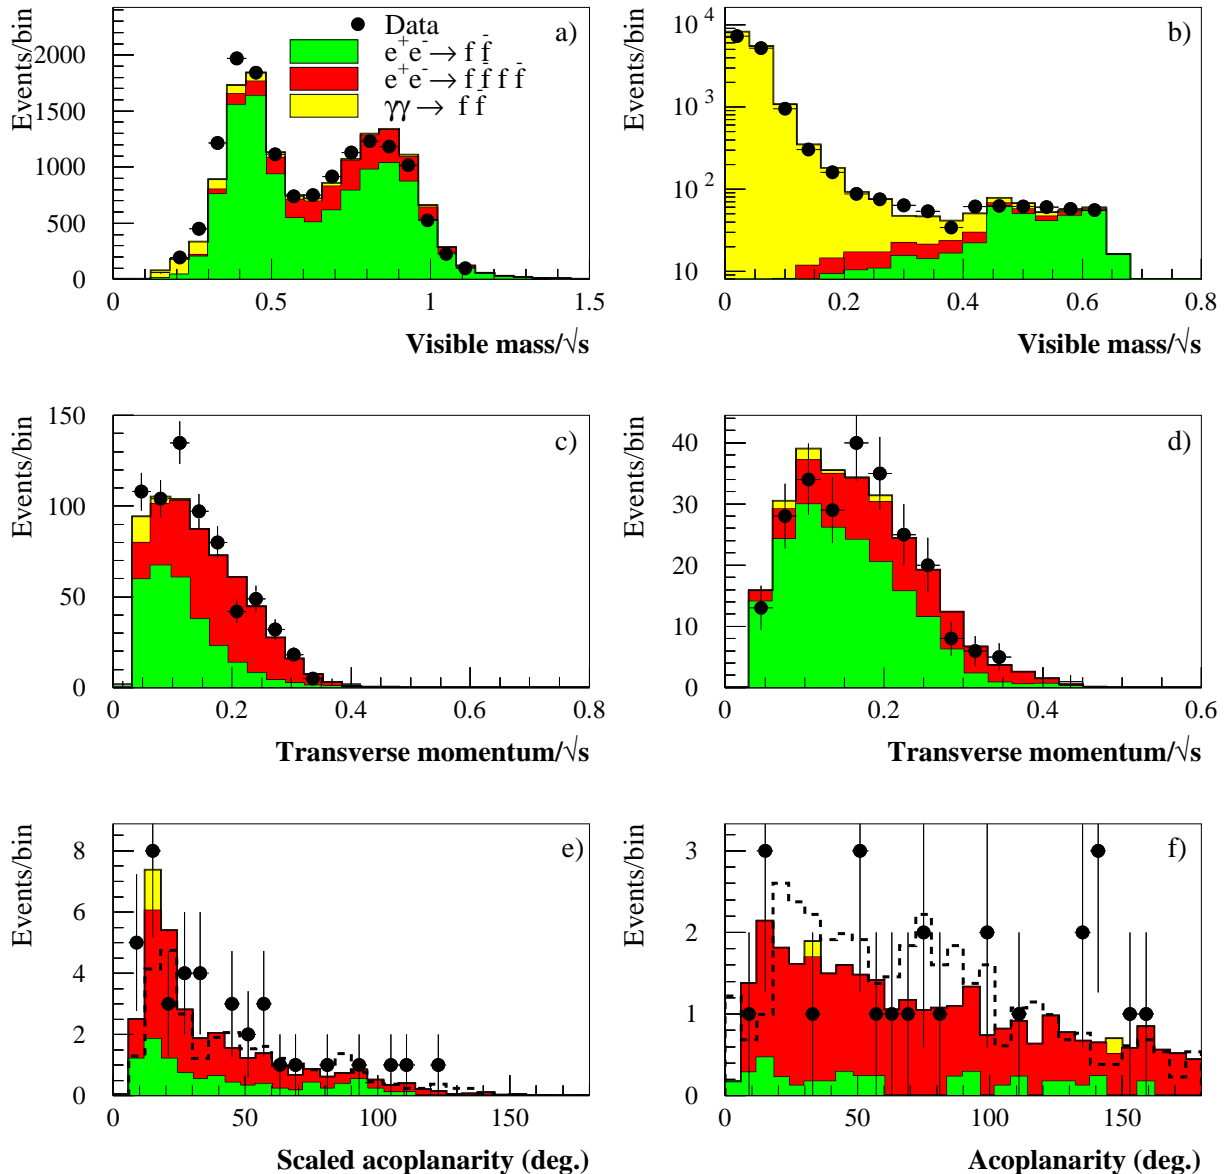 Events/bin
2000
1500
1000
500
0
0 0.5 1 1.5
Visible mass/√s
a)
Data
e⁺e⁻→ f f̄
e⁺e⁻→ f f̄ f f̄
γγ → f f̄
Events/bin
10⁴
10³
10²
10
0 0.2 0.4 0.6 0.8
Visible mass/√s
b)
Events/bin
150
100
50
0
0 0.2 0.4 0.6 0.8
Transverse momentum/√s
c)
Events/bin
40
30
20
10
0
0 0.2 0.4 0.6
Transverse momentum/√s
d)
Events/bin
8
6
4
2
0
0 50 100 150
Scaled acoplanarity (deg.)
e)
Events/bin
3
2
1
0
0 50 100 150
Acoplanarity (deg.)
f)